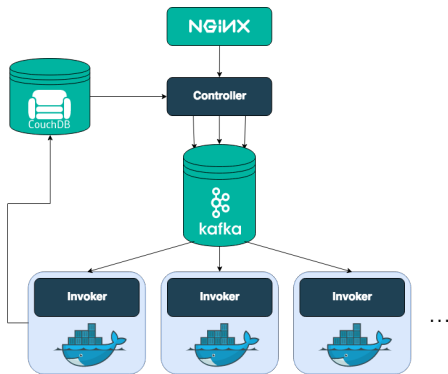 NGiNX
Controller
CouchDB
kafka
Invoker
Invoker
Invoker
...